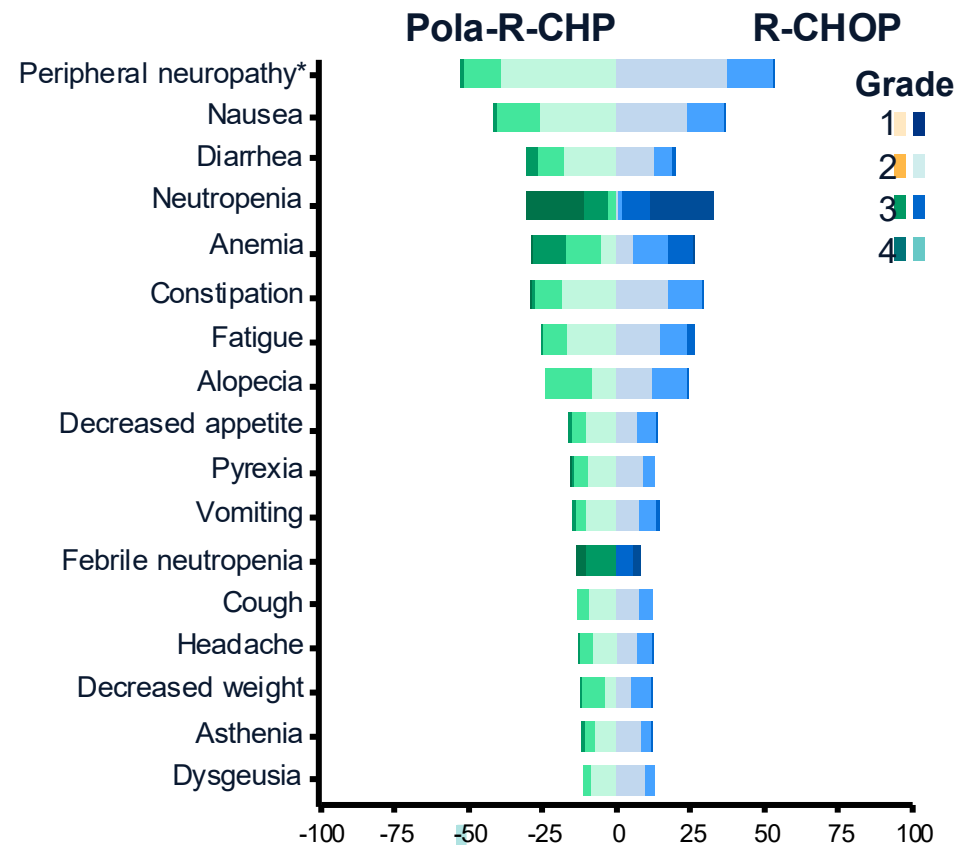 Pola-R-CHP R-CHOP
Peripheral neuropathy*
Nausea
Diarrhea
Neutropenia
Anemia
Constipation
Fatigue
Alopecia
Decreased appetite
Pyrexia
Vomiting
Febrile neutropenia
Cough
Headache
Decreased weight
Asthenia
Dysgeusia
Grade
1
2
3
4
-100 -75 -50 -25 0 25 50 75 100